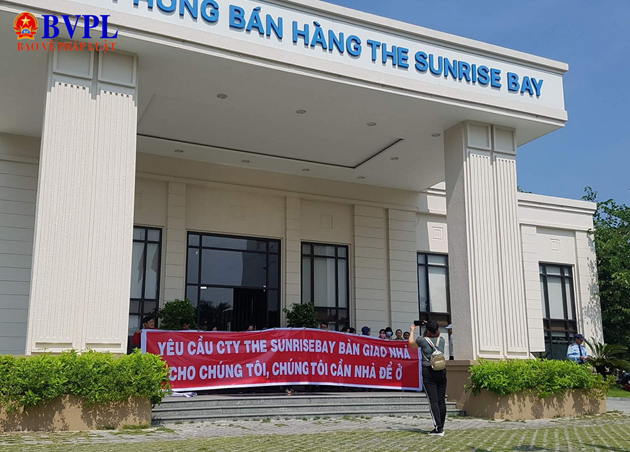 BVPL
BẢO VỆ PHÁP LUẬT
PHÒNG BÁN HÀNG THE SUNRISE BAY
YÊU CẦU CTY THE SUNRISEBAY BÀN GIAO NHÀ
CHO CHÚNG TÔI, CHÚNG TÔI CẦN NHÀ ĐỂ Ở